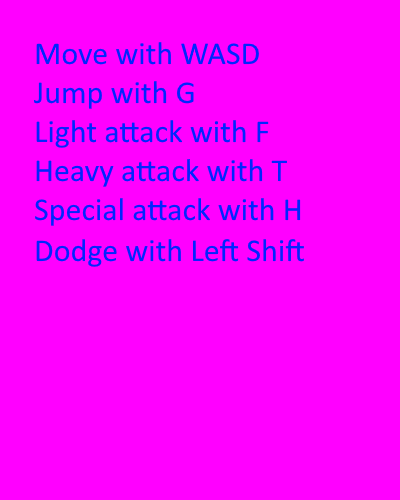 Move with WASD
Jump with G
Light attack with F
Heavy attack with T
Special attack with H
Dodge with Left Shift